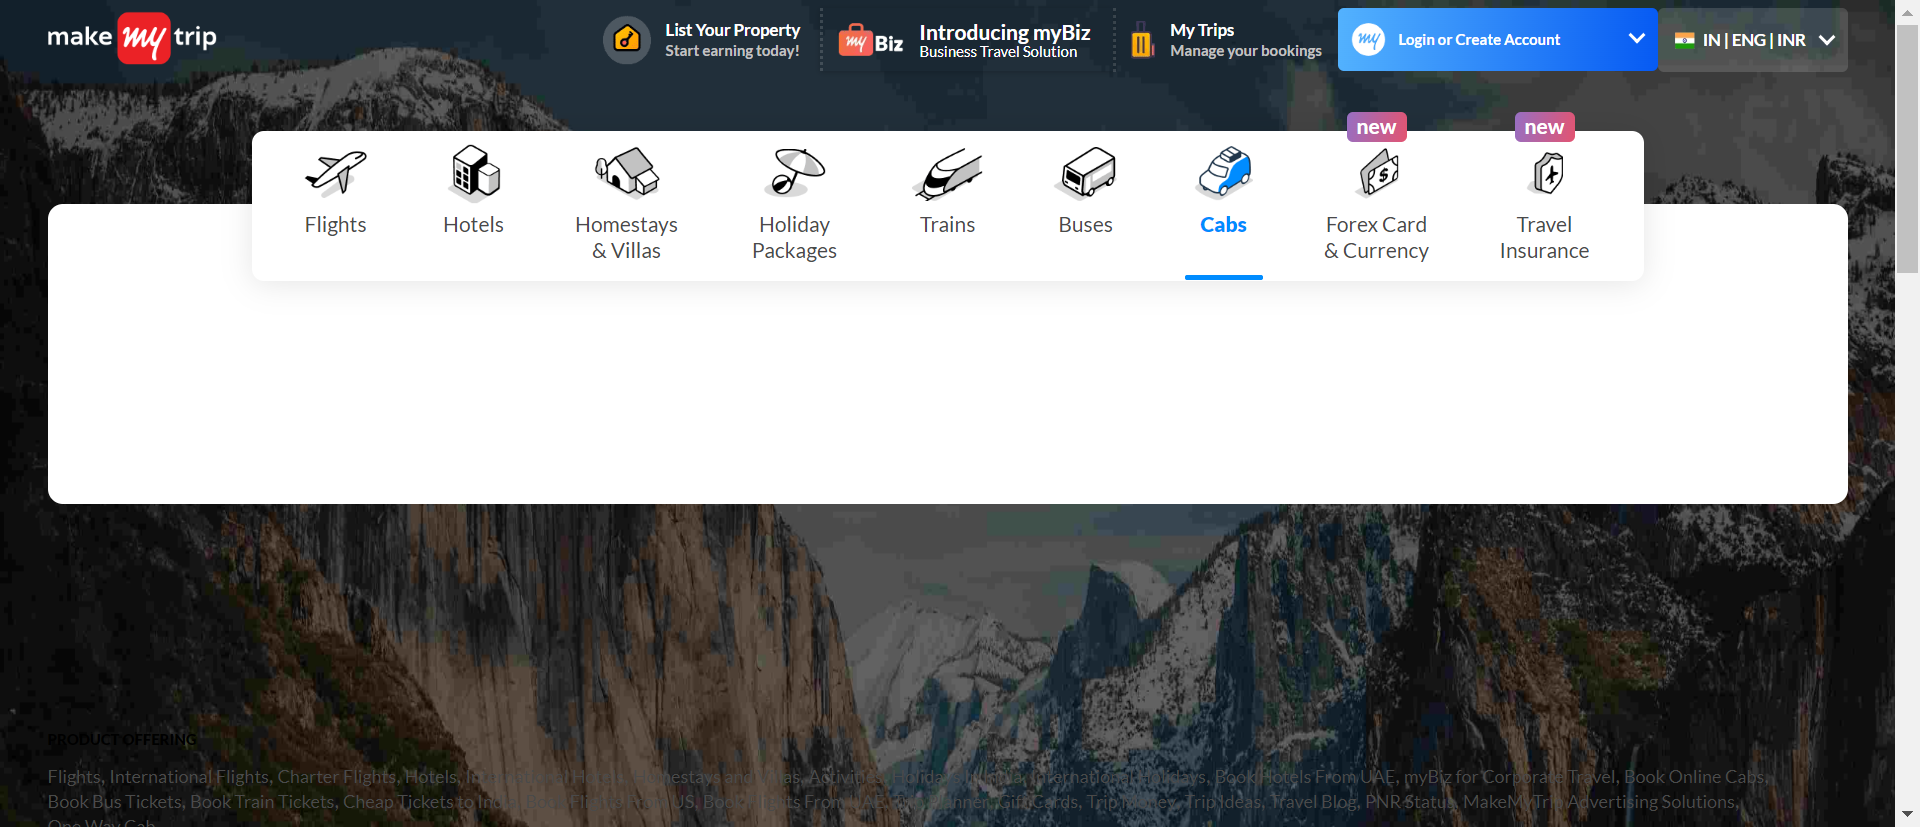 make my trip
List Your Property
Start earning today!
my Biz
Introducing myBiz
Business Travel Solution
My Trips
Manage your bookings
my
Login or Create Account
IN | ENG | INR
new
new
Flights
Hotels
Homestays
& Villas
Holiday
Packages
Trains
Buses
Cabs
Forex Card
& Currency
Travel
Insurance
PRODUCT OFFERING
Flights, International Flights, Charter Flights, Hotels, International Hotels, Homestays and Villas, Activities, Holidays In India, International Holidays, Book Hotels From UAE, myBiz for Corporate Travel, Book Online Cabs,
Book Bus Tickets, Book Train Tickets, Cheap Tickets to India, Book Flights From US, Book Flights From UAE, Trip Planner, Gift Cards, Trip Money, Trip Ideas, Travel Blog, PNR Status, MakeMyTrip Advertising Solutions,
One Way Cab